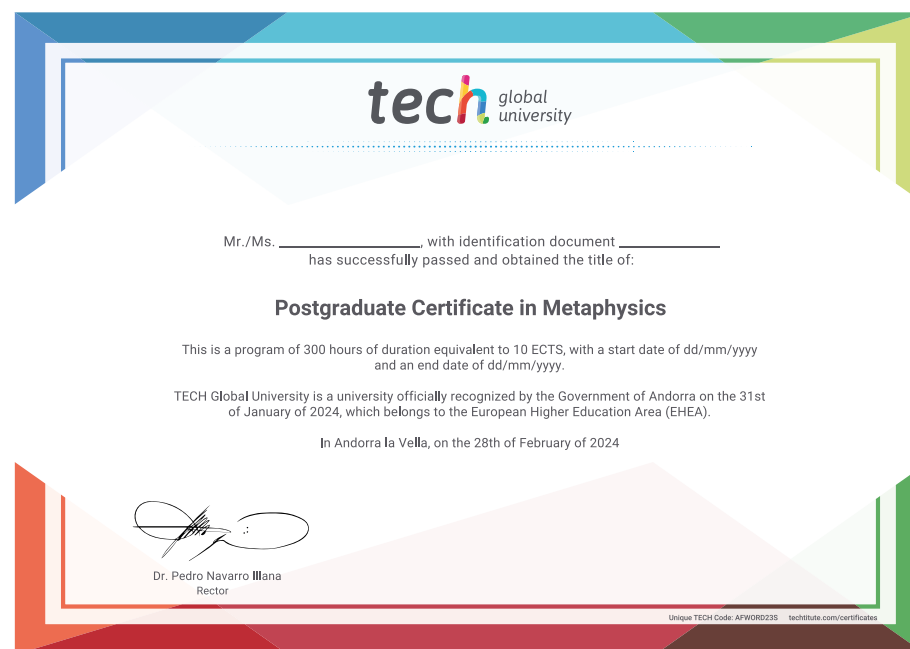 tech global university
Mr./Ms. ____________, with identification document ____________
has successfully passed and obtained the title of:
Postgraduate Certificate in Metaphysics
This is a program of 300 hours of duration equivalent to 10 ECTS, with a start date of dd/mm/yyyy
and an end date of dd/mm/yyyy.
TECH Global University is a university officially recognized by the Government of Andorra on the 31st
of January of 2024, which belongs to the European Higher Education Area (EHEA).
In Andorra la Vella, on the 28th of February of 2024
Dr. Pedro Navarro Illana
Rector
Unique TECH Code: AFWORD23S techtitute.com/certificates